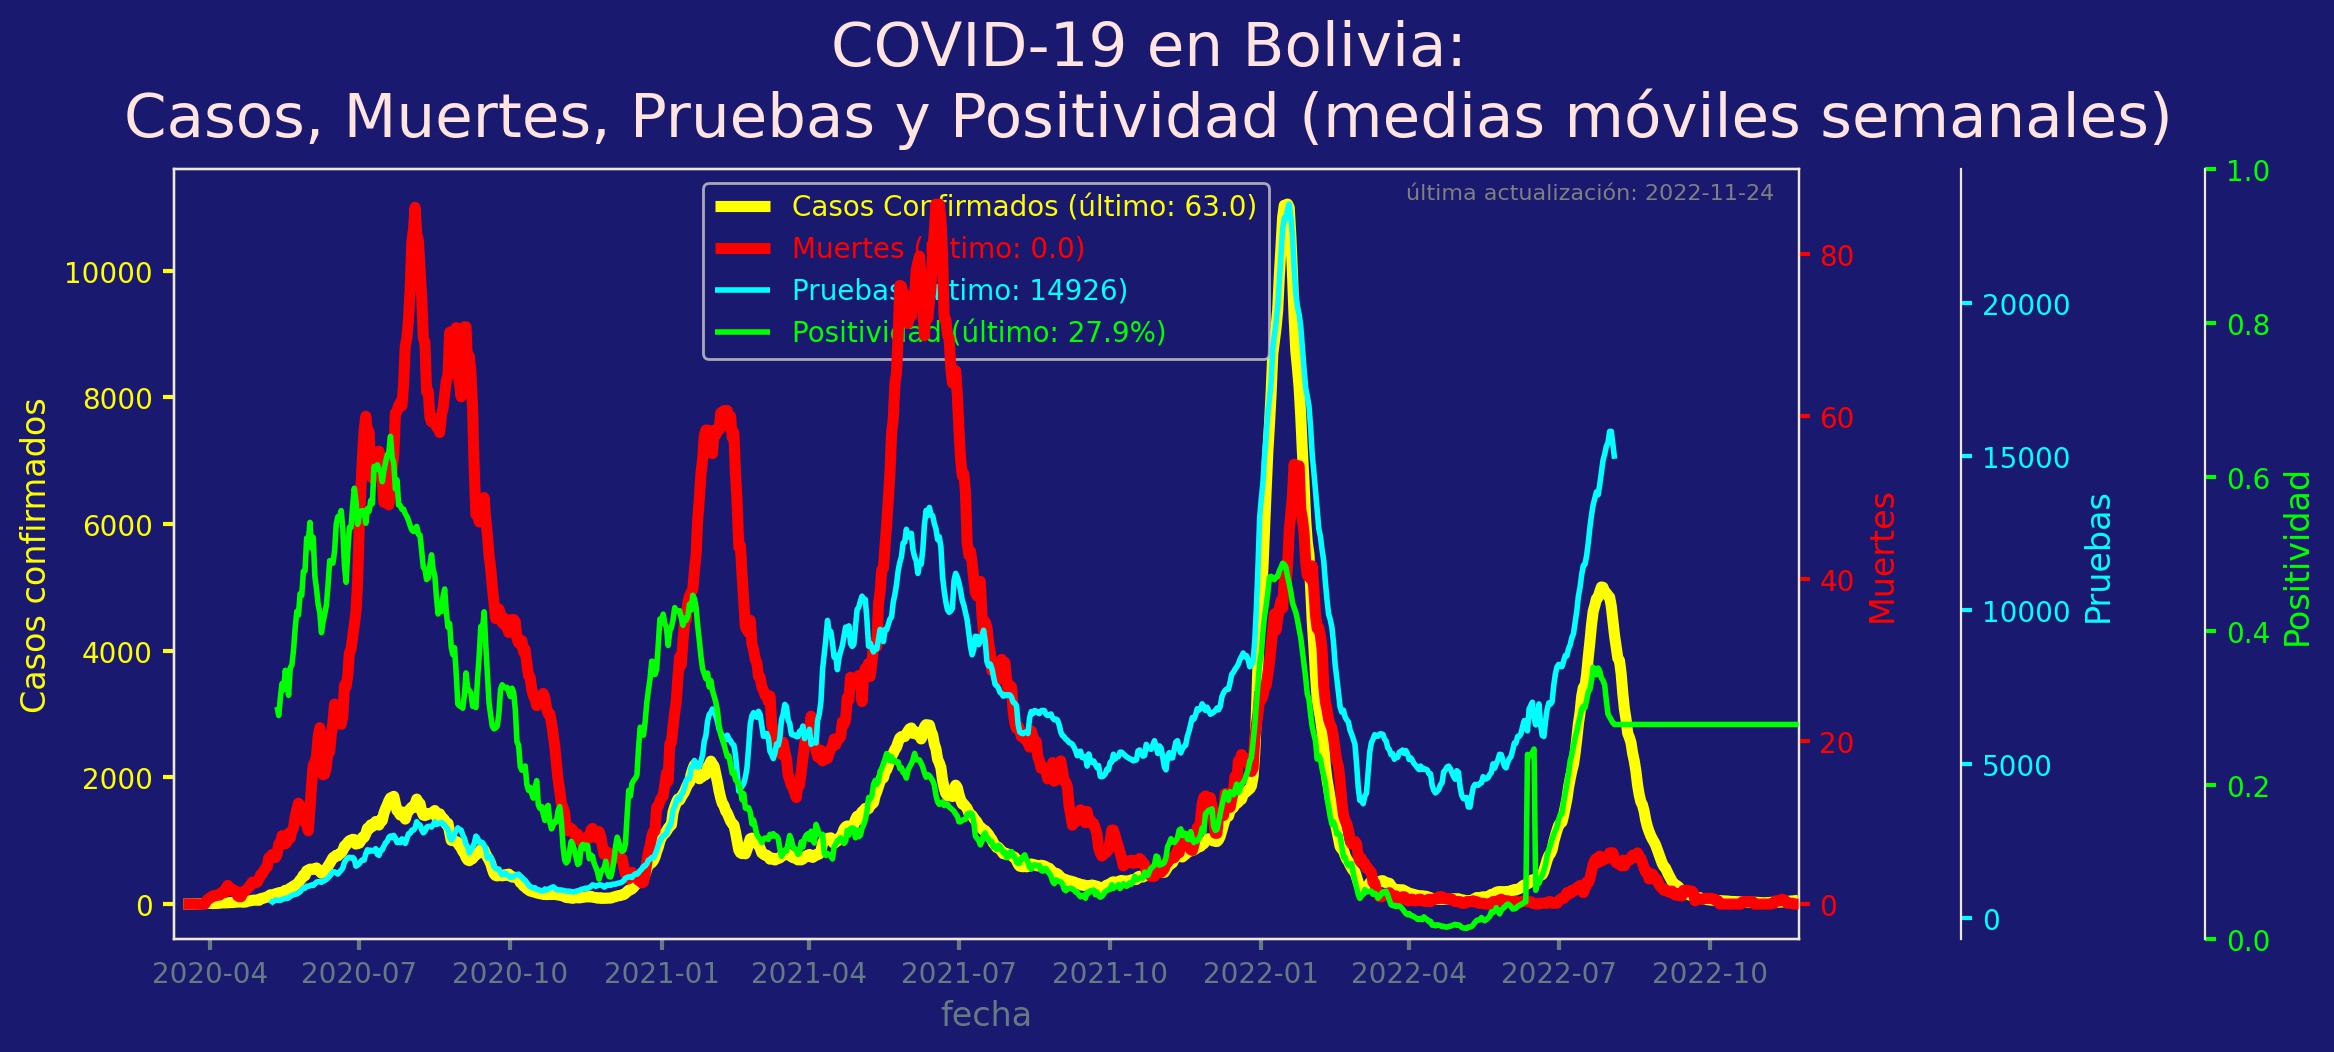 COVID-19 en Bolivia:
Casos, Muertes, Pruebas y Positividad (medias móviles semanales)
última actualización: 2022-11-24
Casos Confirmados (último: 63.0)
Muertes (último: 0.0)
Pruebas (último: 14926)
Positividad (último: 27.9%)
Casos confirmados
10000
8000
6000
4000
2000
0
80
60
40
20
0
Muertes
20000
15000
10000
5000
0
Pruebas
1.0
0.8
0.6
0.4
0.2
0.0
Positividad
2020-04 2020-07 2020-10 2021-01 2021-04 2021-07 2021-10 2022-01 2022-04 2022-07 2022-10
fecha